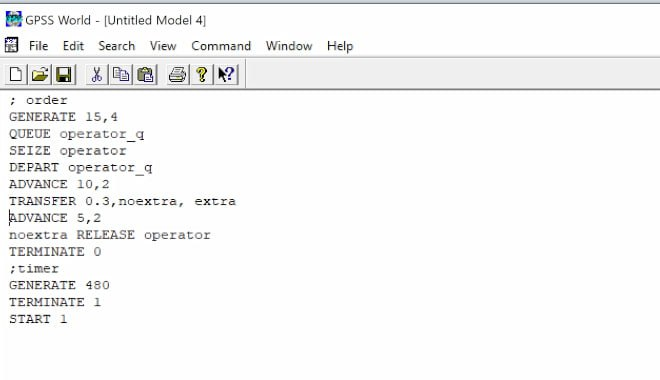 GPSS World - [Untitled Model 4]
File Edit Search View Command Window Help
; order
GENERATE 15,4
QUEUE operator_q
SEIZE operator
DEPART operator_q
ADVANCE 10,2
TRANSFER 0.3,noextra, extra
ADVANCE 5,2
noextra RELEASE operator
TERMINATE 0
;timer
GENERATE 480
TERMINATE 1
START 1